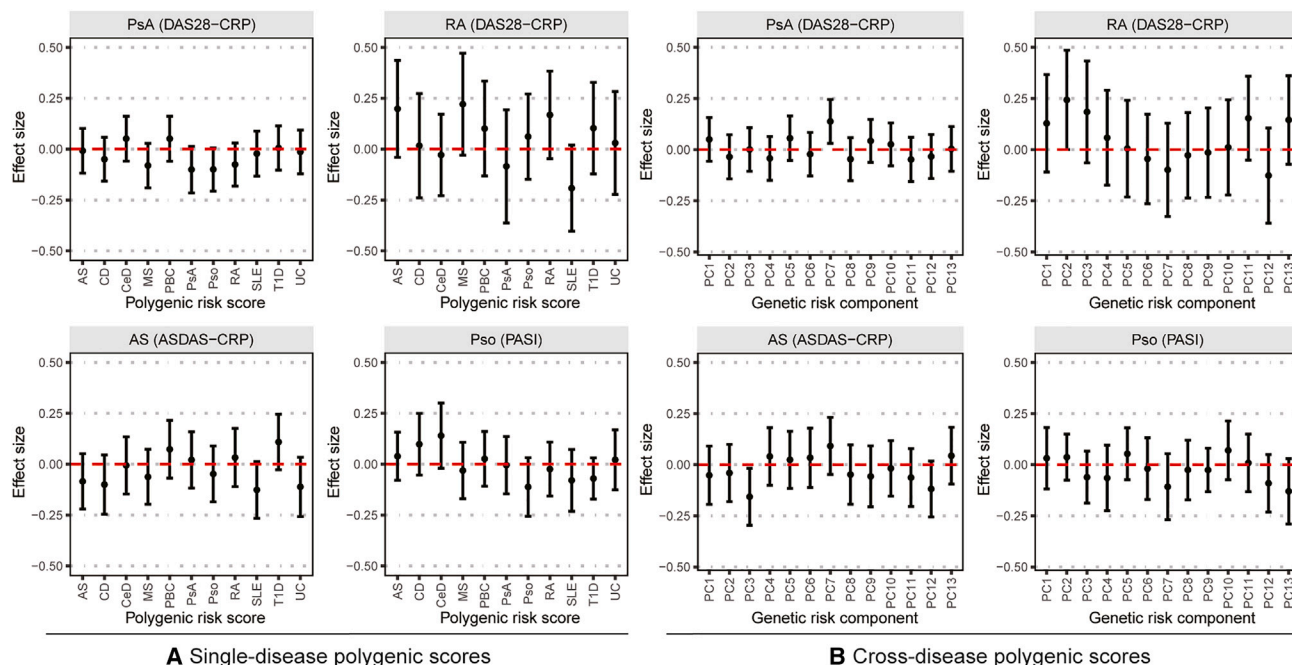 PsA (DAS28−CRP)
0.50
0.25
0.00
−0.25
−0.50
Effect size
AS
CD
CeD
MS
PBC
PsA
Pso
RA
SLE
T1D
UC
Polygenic risk score
RA (DAS28−CRP)
0.50
0.25
0.00
−0.25
−0.50
Effect size
AS
CD
CeD
MS
PBC
PsA
Pso
RA
SLE
T1D
UC
Polygenic risk score
AS (ASDAS−CRP)
0.50
0.25
0.00
−0.25
−0.50
Effect size
AS
CD
CeD
MS
PBC
PsA
Pso
RA
SLE
T1D
UC
Polygenic risk score
Pso (PASI)
0.50
0.25
0.00
−0.25
−0.50
Effect size
AS
CD
CeD
MS
PBC
PsA
Pso
RA
SLE
T1D
UC
Polygenic risk score
A Single-disease polygenic scores
PsA (DAS28−CRP)
0.50
0.25
0.00
−0.25
−0.50
Effect size
PC1
PC2
PC3
PC4
PC5
PC6
PC7
PC8
PC9
PC10
PC11
PC12
PC13
Genetic risk component
RA (DAS28−CRP)
0.50
0.25
0.00
−0.25
−0.50
Effect size
PC1
PC2
PC3
PC4
PC5
PC6
PC7
PC8
PC9
PC10
PC11
PC12
PC13
Genetic risk component
AS (ASDAS−CRP)
0.50
0.25
0.00
−0.25
−0.50
Effect size
PC1
PC2
PC3
PC4
PC5
PC6
PC7
PC8
PC9
PC10
PC11
PC12
PC13
Genetic risk component
Pso (PASI)
0.50
0.25
0.00
−0.25
−0.50
Effect size
PC1
PC2
PC3
PC4
PC5
PC6
PC7
PC8
PC9
PC10
PC11
PC12
PC13
Genetic risk component
B Cross-disease polygenic scores